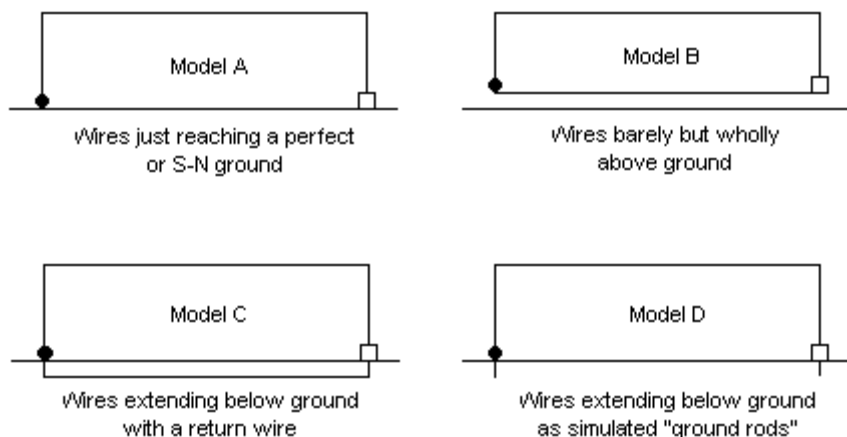 Model A
Wires just reaching a perfect
or S-N ground
Model B
Wires barely but wholly
above ground
Model C
Wires extending below ground
with a return wire
Model D
Wires extending below ground
as simulated "ground rods"